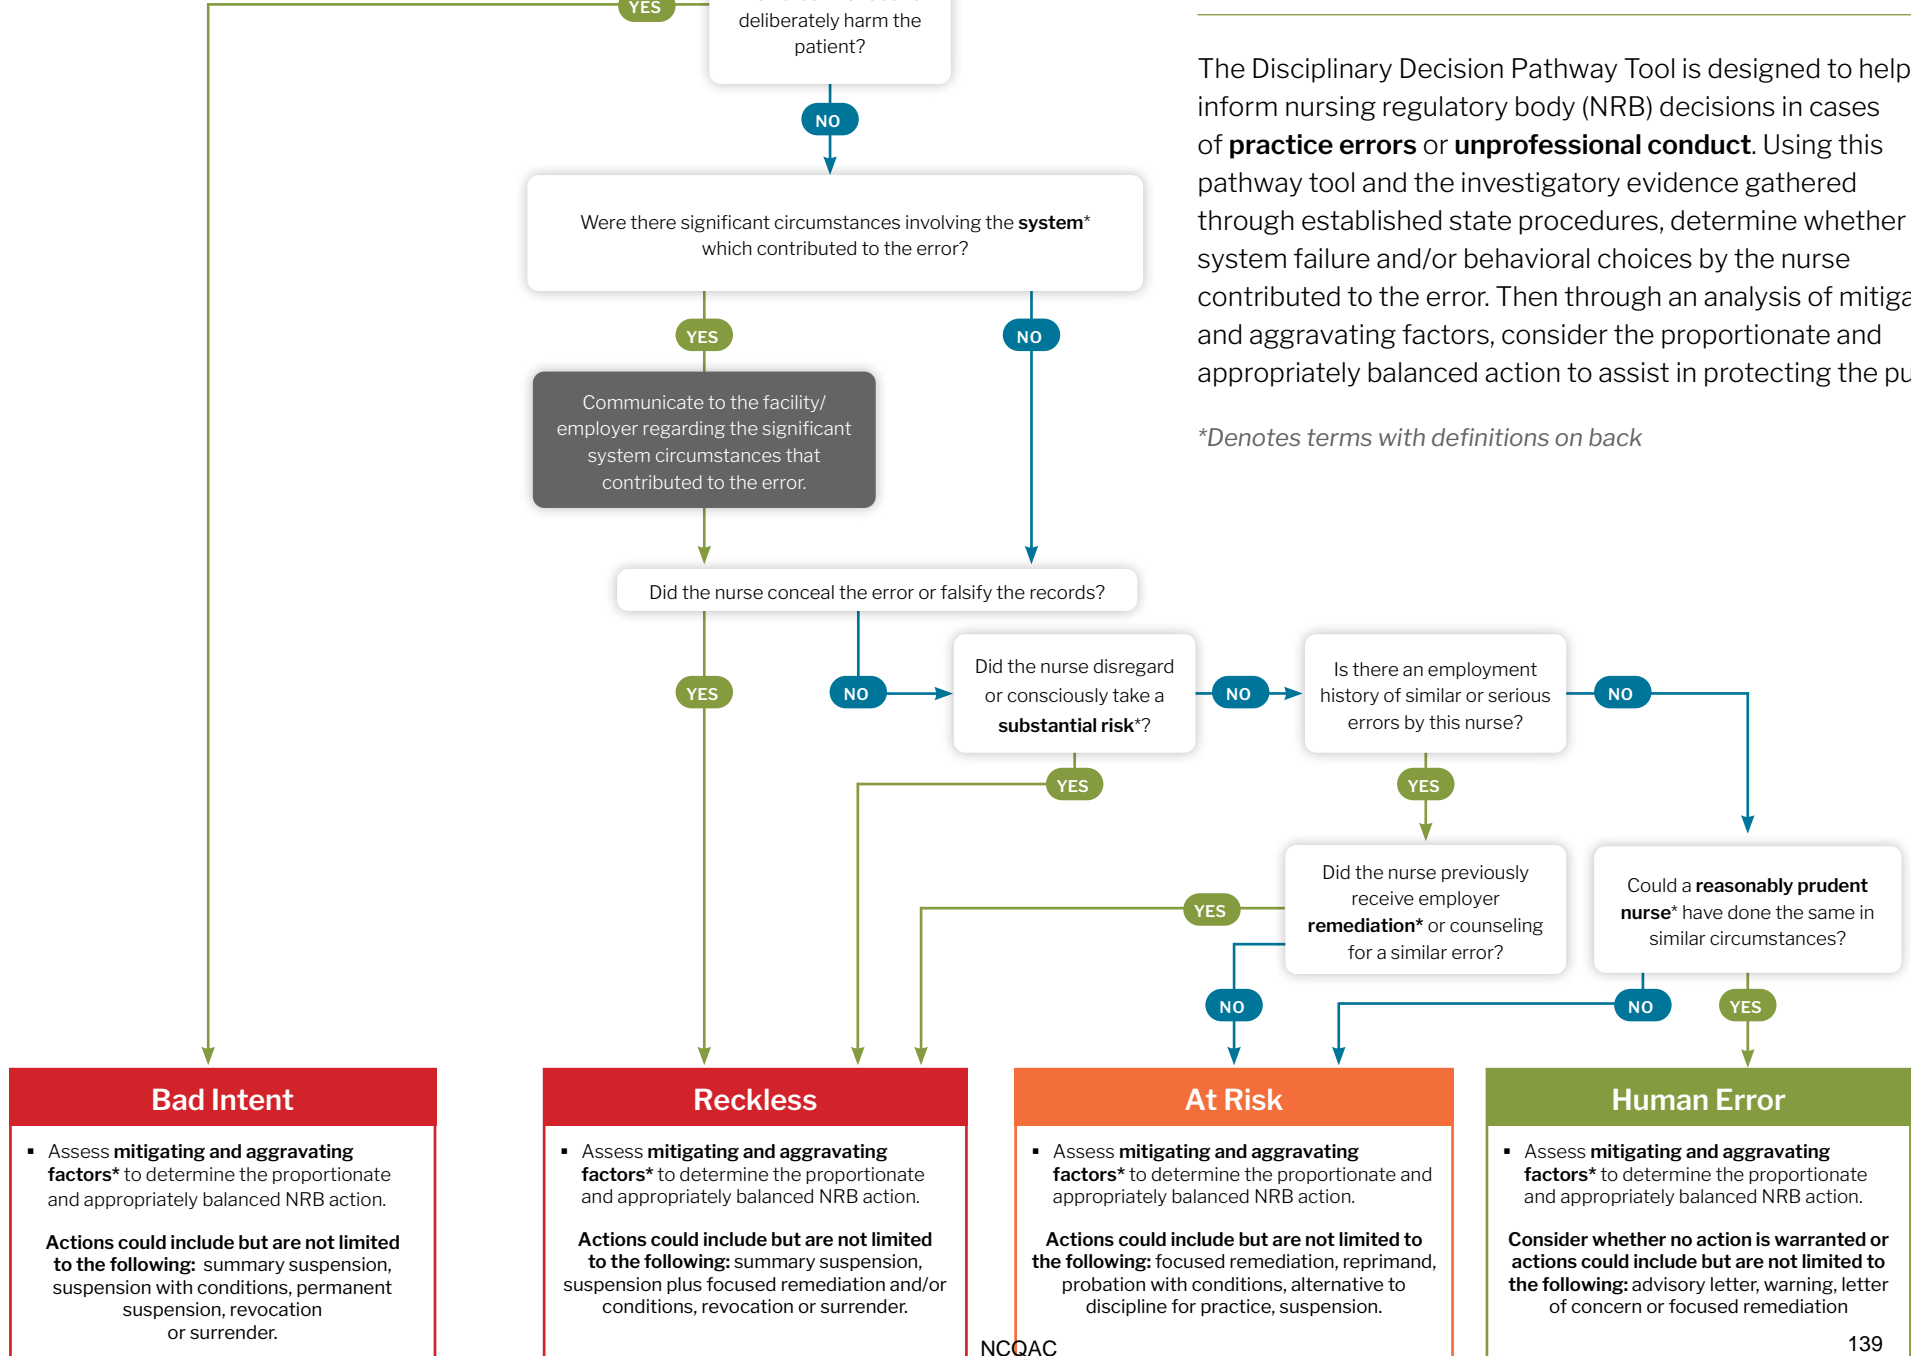 YES
deliberately harm the
patient?
NO
The Disciplinary Decision Pathway Tool is designed to help
inform nursing regulatory body (NRB) decisions in cases
of practice errors or unprofessional conduct. Using this
pathway tool and the investigatory evidence gathered
through established state procedures, determine whether
system failure and/or behavioral choices by the nurse
contributed to the error. Then through an analysis of
and aggravating factors, consider the proportionate and
appropriately balanced action to assist in protecting the
*Denotes terms with definitions on back
Were there significant circumstances involving the system*
which contributed to the error?
YES
NO
Communicate to the facility/
employer regarding the significant
system circumstances that
contributed to the error.
Did the nurse conceal the error or falsify the records?
YES
NO
Did the nurse disregard
or consciously take a
substantial risk*?
NO
Is there an employment
history of similar or serious
errors by this nurse?
NO
YES
YES
Did the nurse previously
receive employer
remediation* or counseling
for a similar error?
YES
NO
Could a reasonably prudent
nurse* have done the same in
similar circumstances?
NO
YES
Bad Intent
▪ Assess mitigating and aggravating
factors* to determine the proportionate
and appropriately balanced NRB action.
Actions could include but are not limited
to the following: summary suspension,
suspension with conditions, permanent
suspension, revocation
or surrender.
Reckless
▪ Assess mitigating and aggravating
factors* to determine the proportionate
and appropriately balanced NRB action.
Actions could include but are not limited
to the following: summary suspension,
suspension plus focused remediation and/or
conditions, revocation or surrender.
At Risk
▪ Assess mitigating and aggravating
factors* to determine the proportionate and
appropriately balanced NRB action.
Actions could include but are not limited to
the following: focused remediation, reprimand,
probation with conditions, alternative to
discipline for practice, suspension.
Human Error
▪ Assess mitigating and aggravating
factors* to determine the proportionate
and appropriately balanced NRB action.
Consider whether no action is warranted or
actions could include but are not limited to
the following: advisory letter, warning, letter
of concern or focused remediation
NCQAC
139